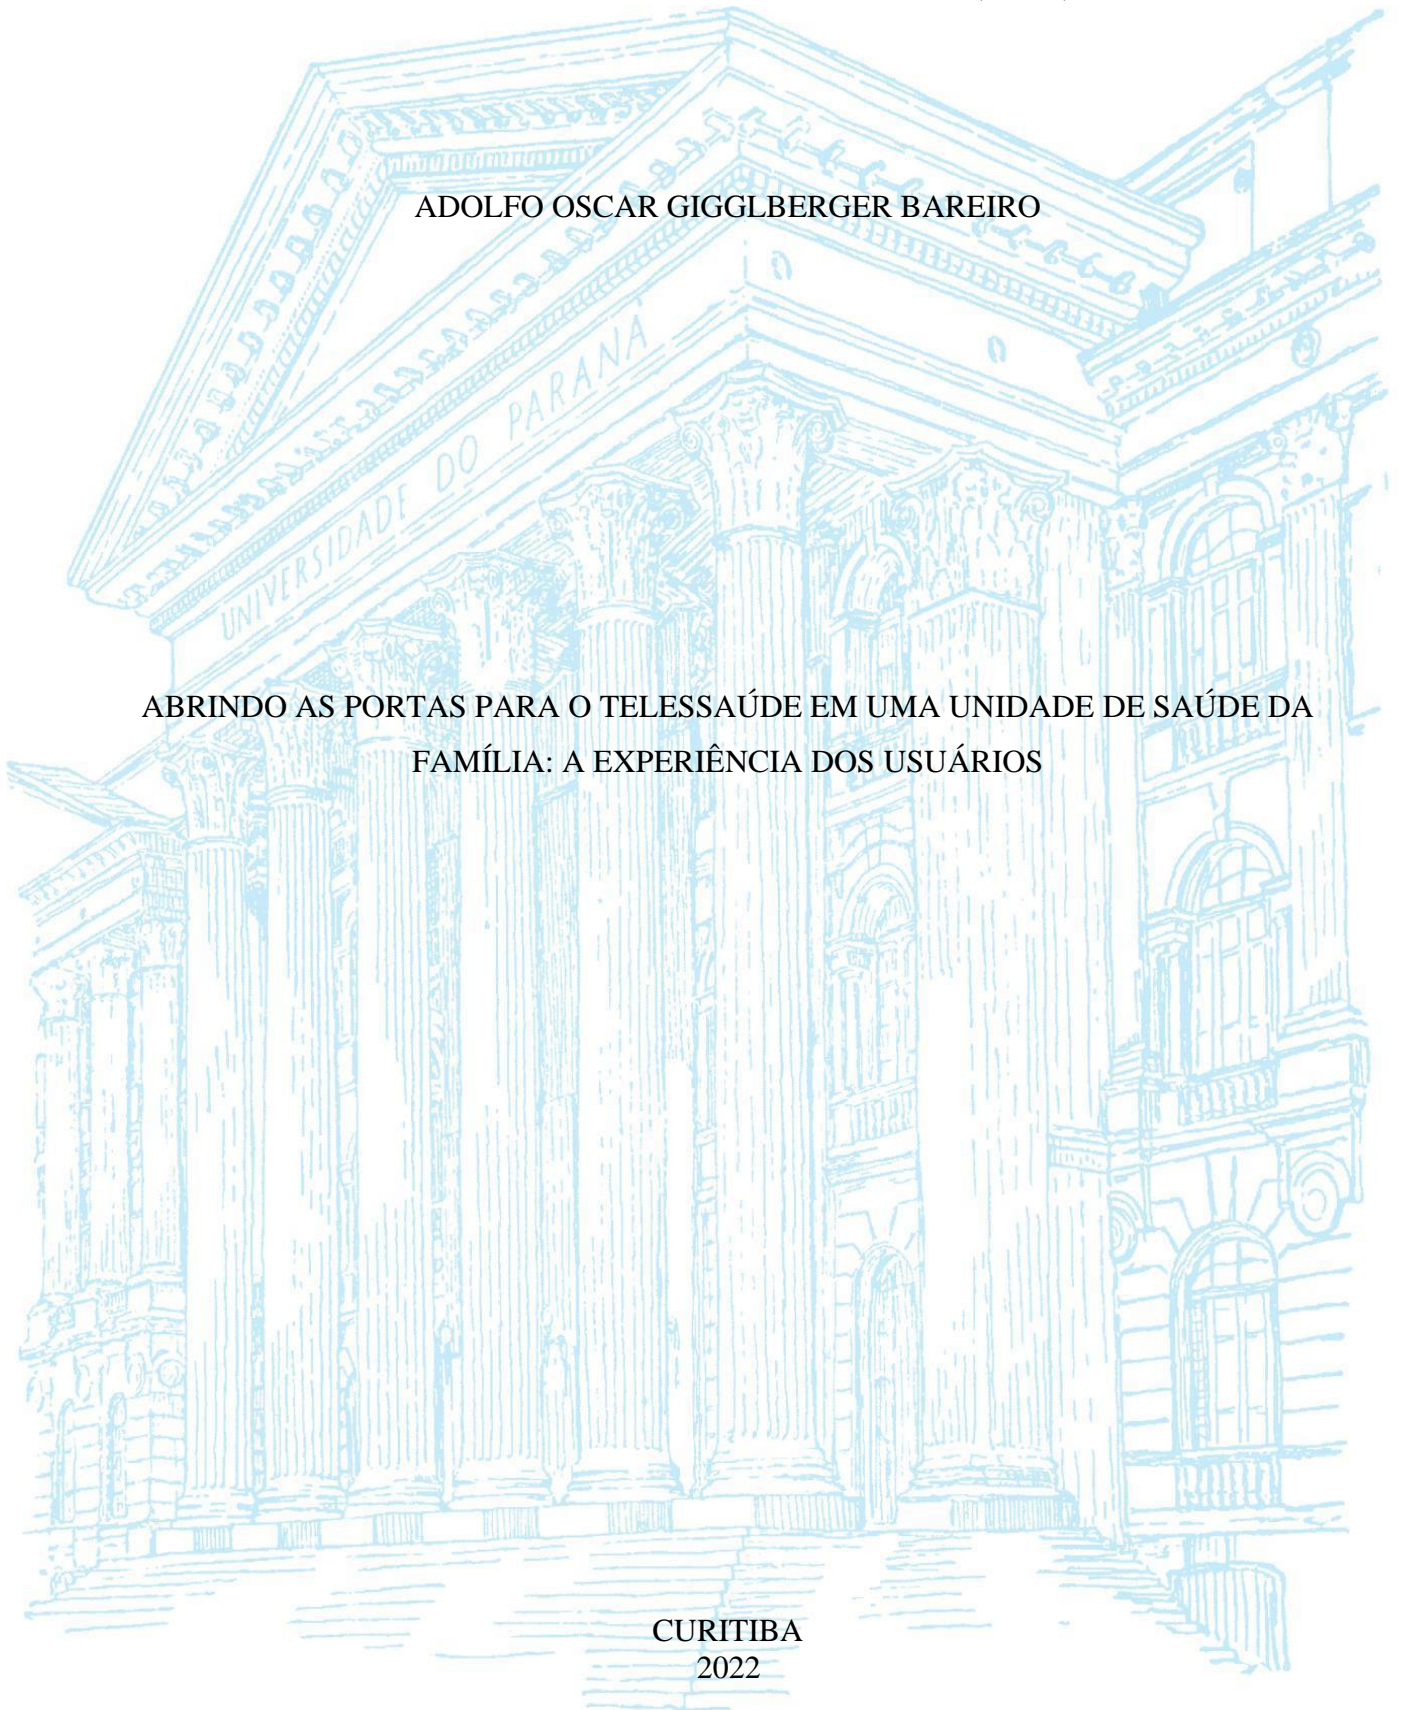 ADOLFO OSCAR GIGGLBERGER BAREIRO
UNIVERSIDADE DO PARANÁ
ABRINDO AS PORTAS PARA O TELESSAÚDE EM UMA UNIDADE DE SAÚDE DA
FAMÍLIA: A EXPERIÊNCIA DOS USUÁRIOS
CURITIBA
2022